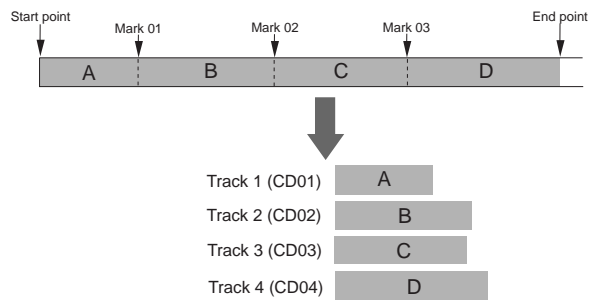 Start point
Mark 01
Mark 02
Mark 03
End point
A
B
C
D
Track 1 (CD01)
A
Track 2 (CD02)
B
Track 3 (CD03)
C
Track 4 (CD04)
D